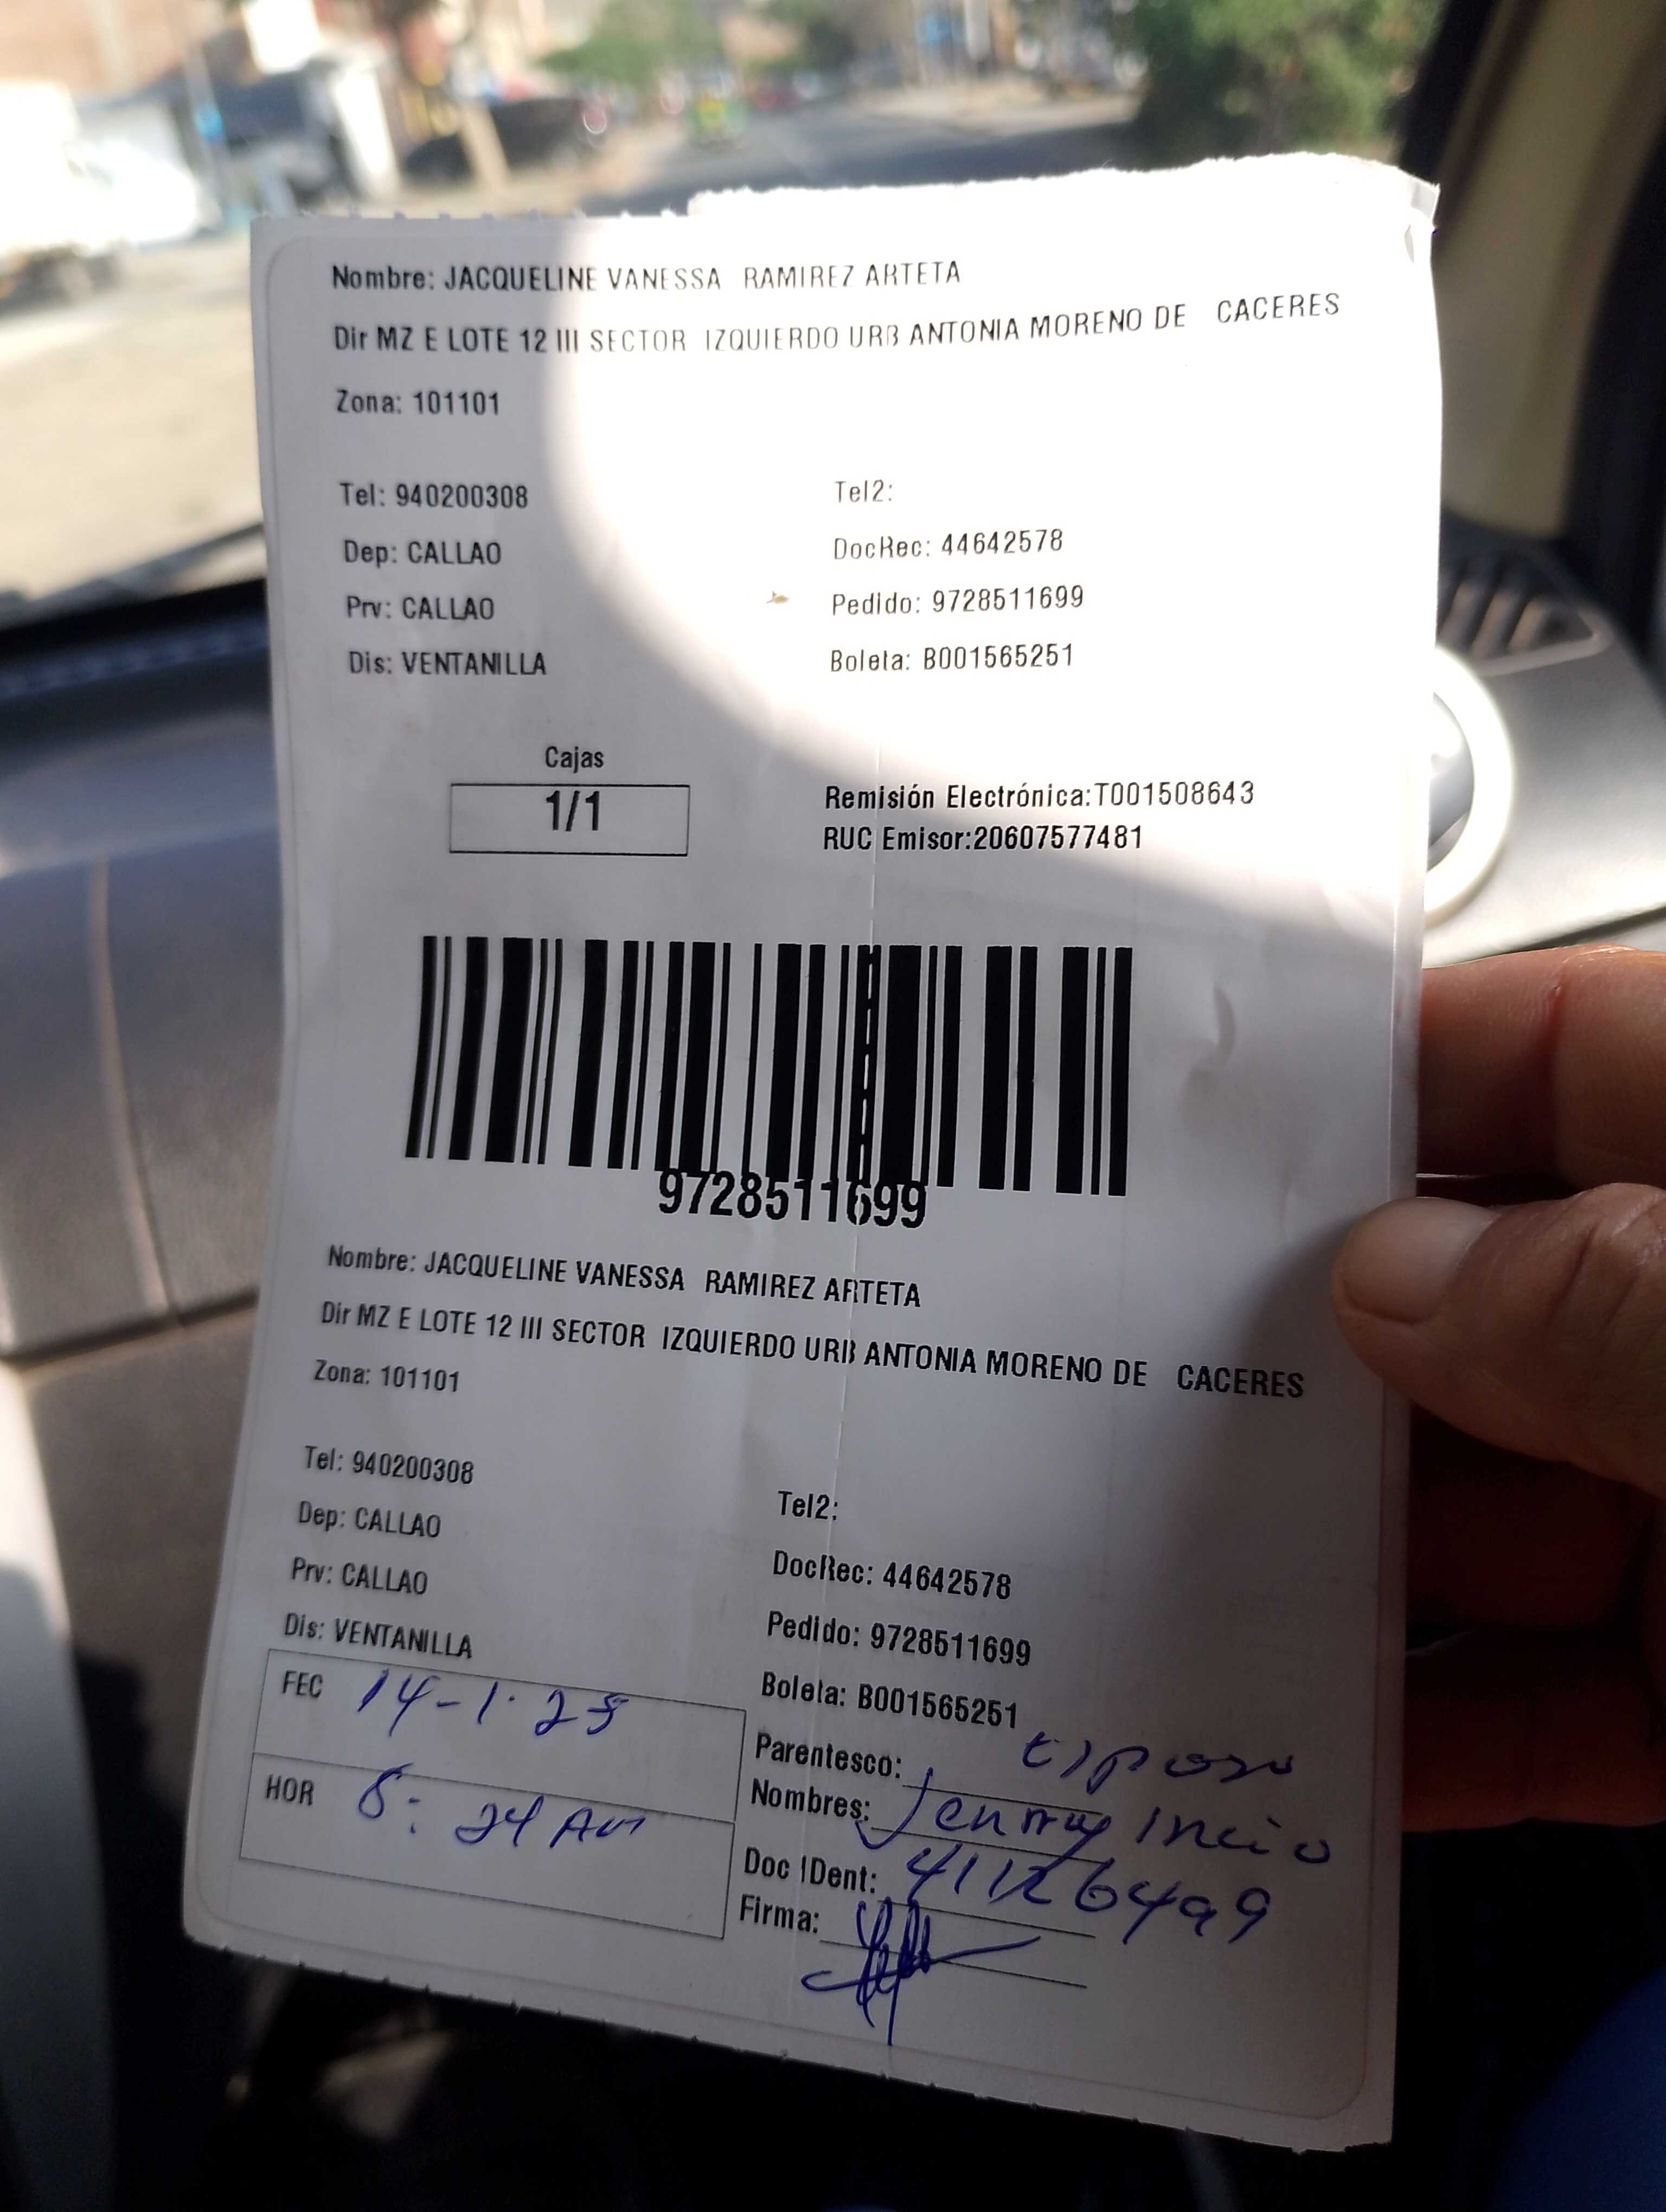 Nombre: JACQUELINE VANESSA RAMIREZ ARTETA
Dir MZ E LOTE 12 III SECTOR IZQUIERDO URB ANTONIA MORENO DE CACERES
Zona: 101101
Tel: 940200308 Tel2:
Dep: CALLAO DocRec: 44642578
Prv: CALLAO Pedido: 9728511699
Dis: VENTANILLA Boleta: B001565251
Cajas
1/1
Remisión Electrónica:T001508643
RUC Emisor:20607577481
9728511699
Nombre: JACQUELINE VANESSA RAMIREZ ARTETA
Dir MZ E LOTE 12 III SECTOR IZQUIERDO URB ANTONIA MORENO DE CACERES
Zona: 101101
Tel: 940200308 Tel2:
Dep: CALLAO DocRec: 44642578
Prv: CALLAO Pedido: 9728511699
Dis: VENTANILLA Boleta: B001565251
FEC 14-1-25
HOR 8:24 AM
Parentesco: esposo
Nombres: Jenrry Incio
Doc IDent: 41126499
Firma: